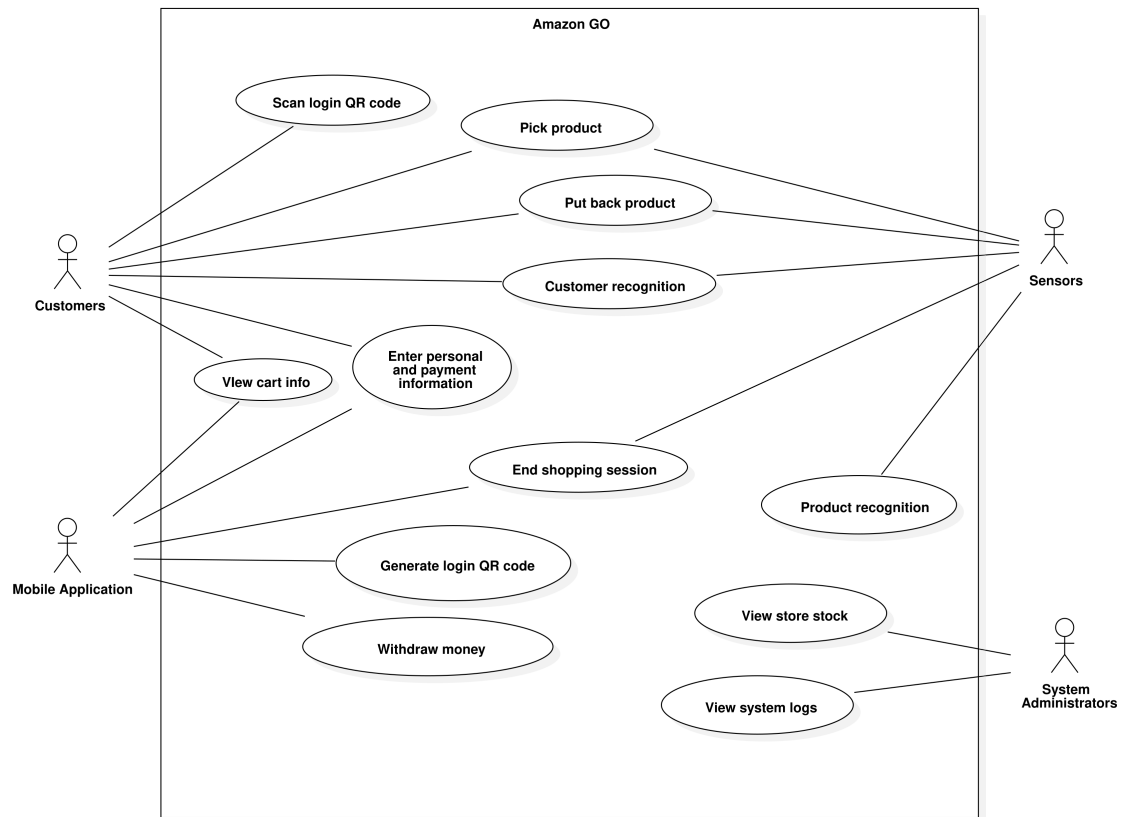 Amazon GO
Scan login QR code
Pick product
Put back product
Customer recognition
Customers
Sensors
Enter personal
and payment
information
VIew cart info
End shopping session
Product recognition
Generate login QR code
Mobile Application
View store stock
Withdraw money
View system logs
System
Administrators